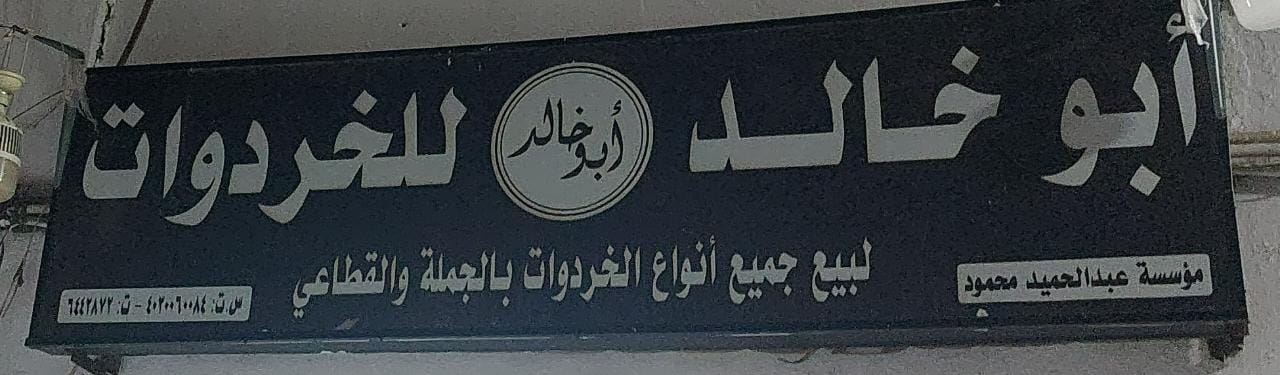 أبو خالد للخردوات
أبو خالد
لبيع جميع أنواع الخردوات بالجملة والقطاعي
مؤسسة عبدالحميد محمود
س.ت: ٤٠٢٠٠٦٠٠٨٤ - ت: ٦٤٤٢٨٧٢